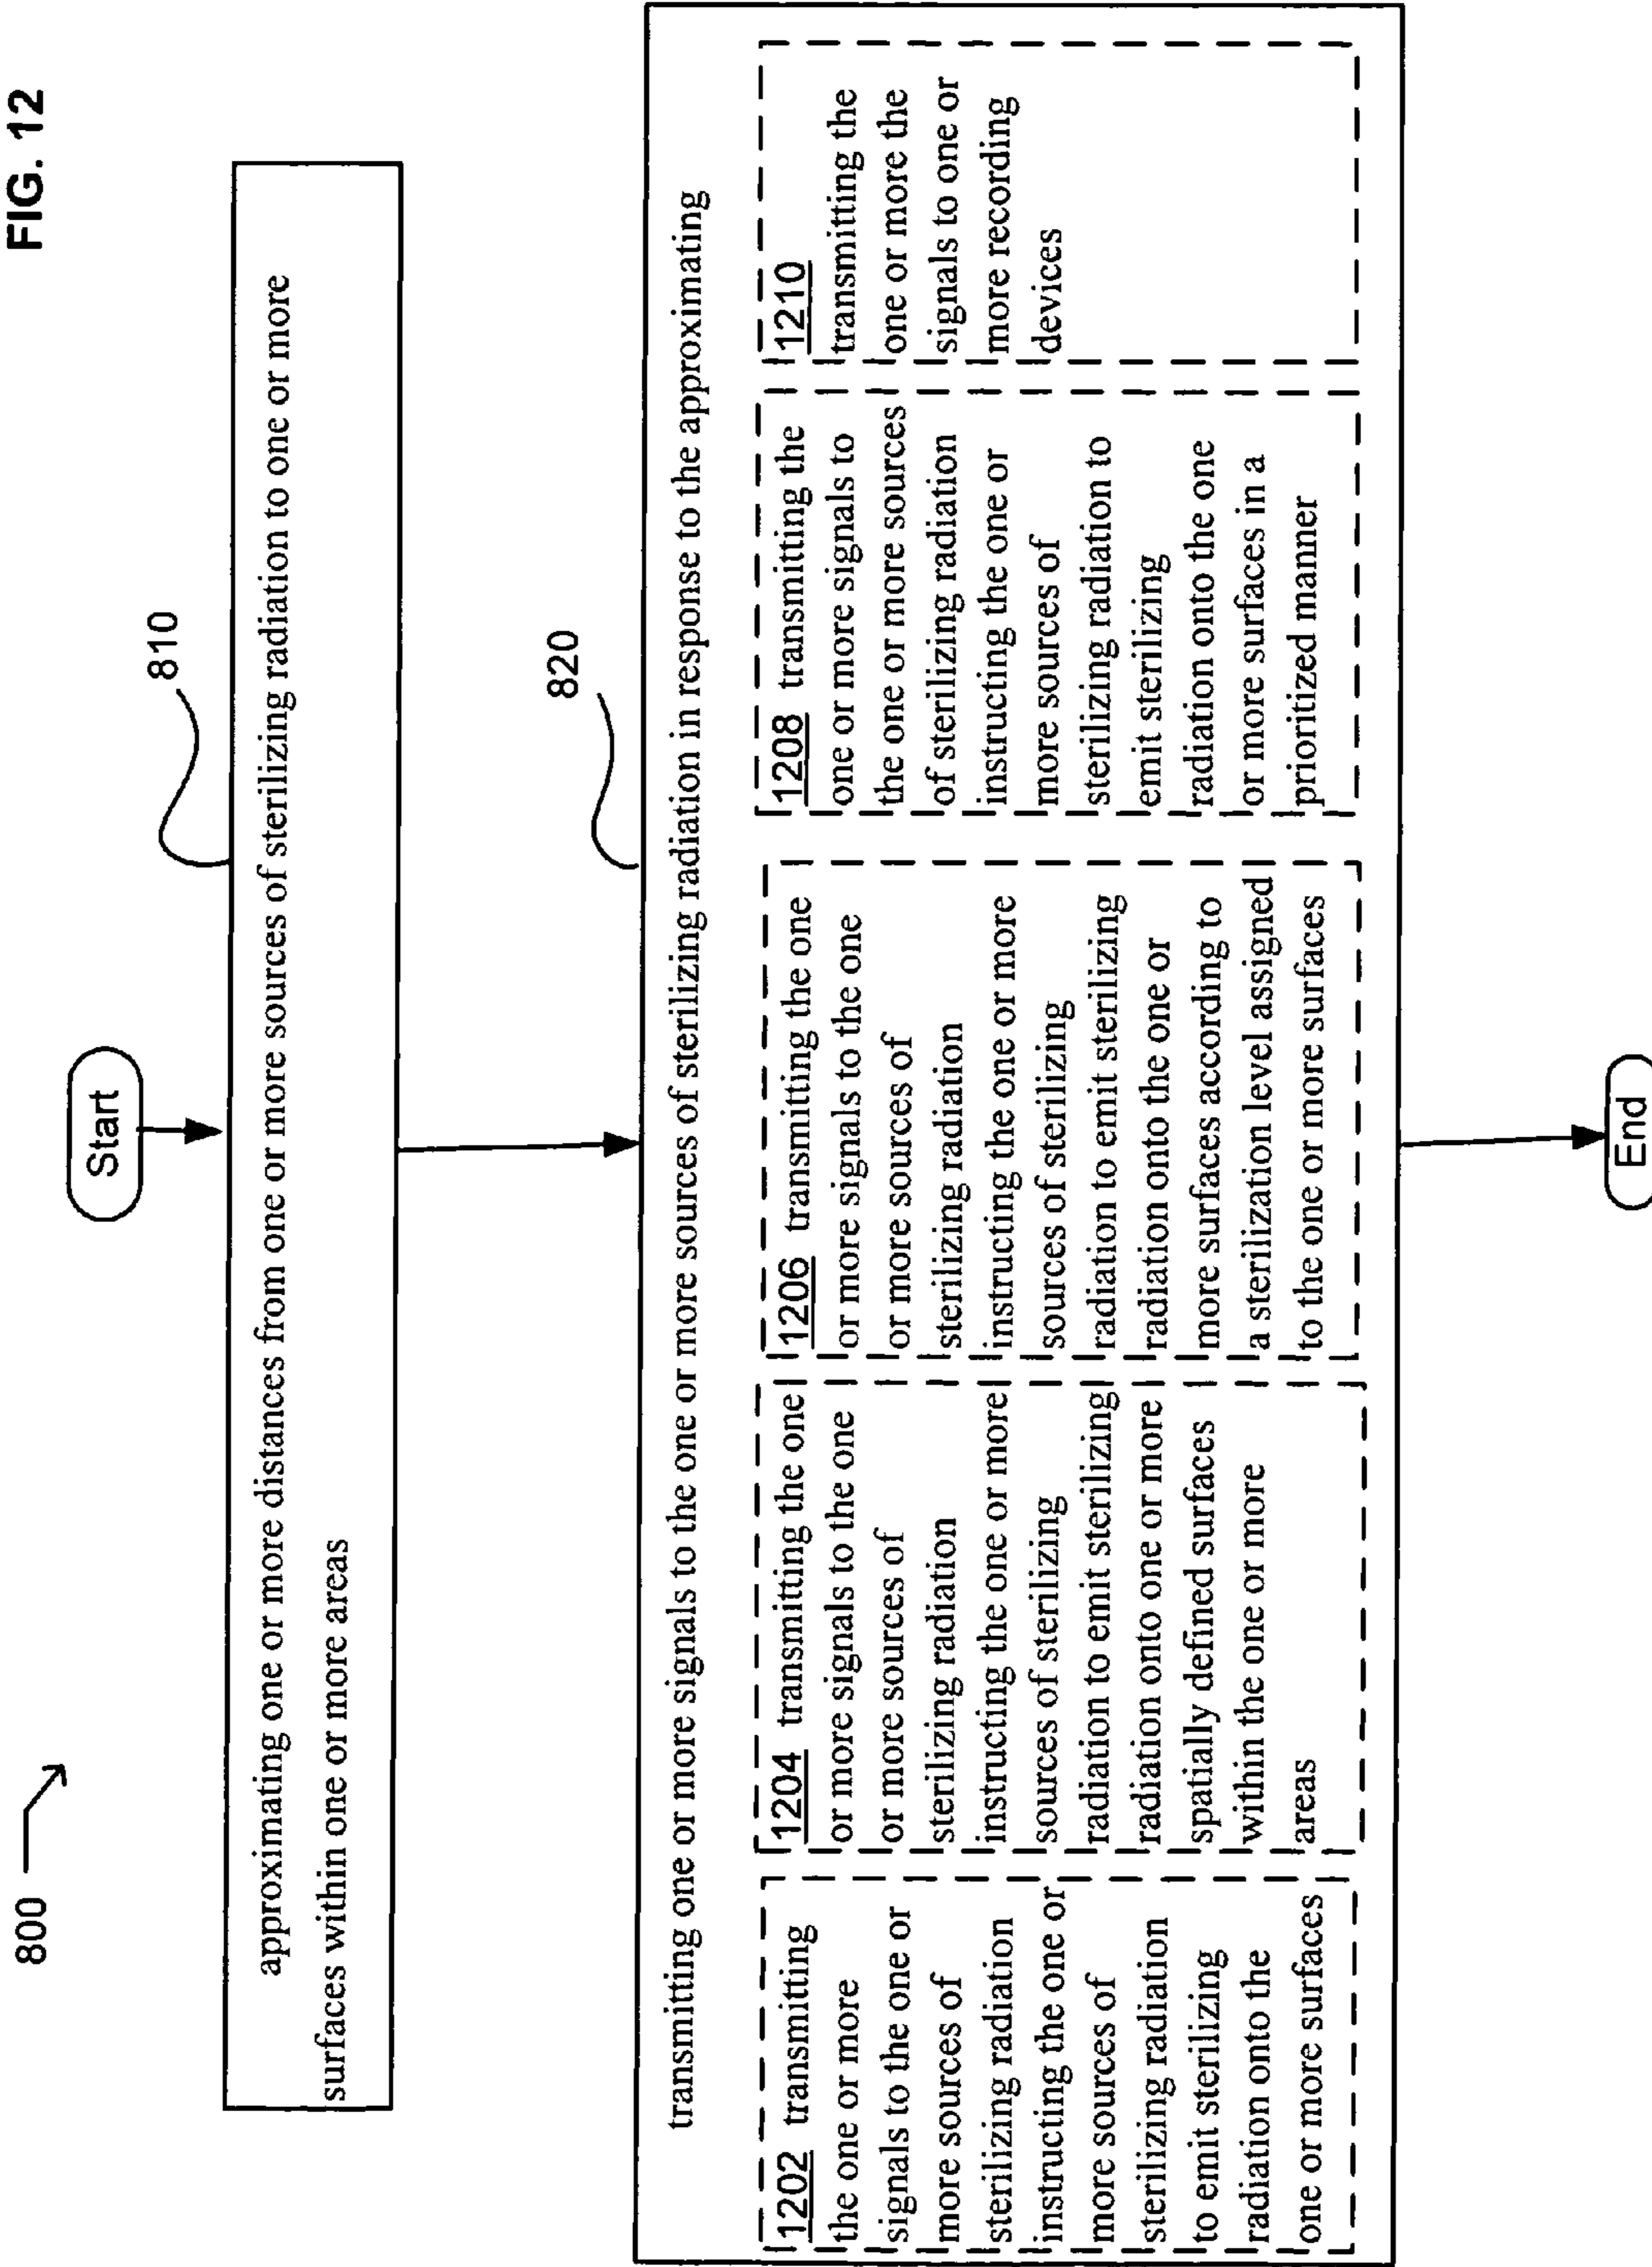 FIG. 12
800
Start
810
approximating one or more distances from one or more sources of sterilizing radiation to one or more
surfaces within one or more areas
820
transmitting one or more signals to the one or more sources of sterilizing radiation in response to the approximating
1202 transmitting
the one or more
signals to the one or
more sources of
sterilizing radiation
instructing the one or
more sources of
sterilizing radiation
to emit sterilizing
radiation onto the
one or more surfaces
1204 transmitting the one
or more signals to the one
or more sources of
sterilizing radiation
instructing the one or more
sources of sterilizing
radiation to emit sterilizing
radiation onto one or more
spatially defined surfaces
within the one or more
areas
1206 transmitting the one
or more signals to the one
or more sources of
sterilizing radiation
instructing the one or more
sources of sterilizing
radiation to emit sterilizing
radiation onto the one or
more surfaces according to
a sterilization level assigned
to the one or more surfaces
1208 transmitting the
one or more signals to
the one or more sources
of sterilizing radiation
instructing the one or
more sources of
sterilizing radiation to
emit sterilizing
radiation onto the one
or more surfaces in a
prioritized manner
1210
transmitting the
one or more the
signals to one or
more recording
devices
End